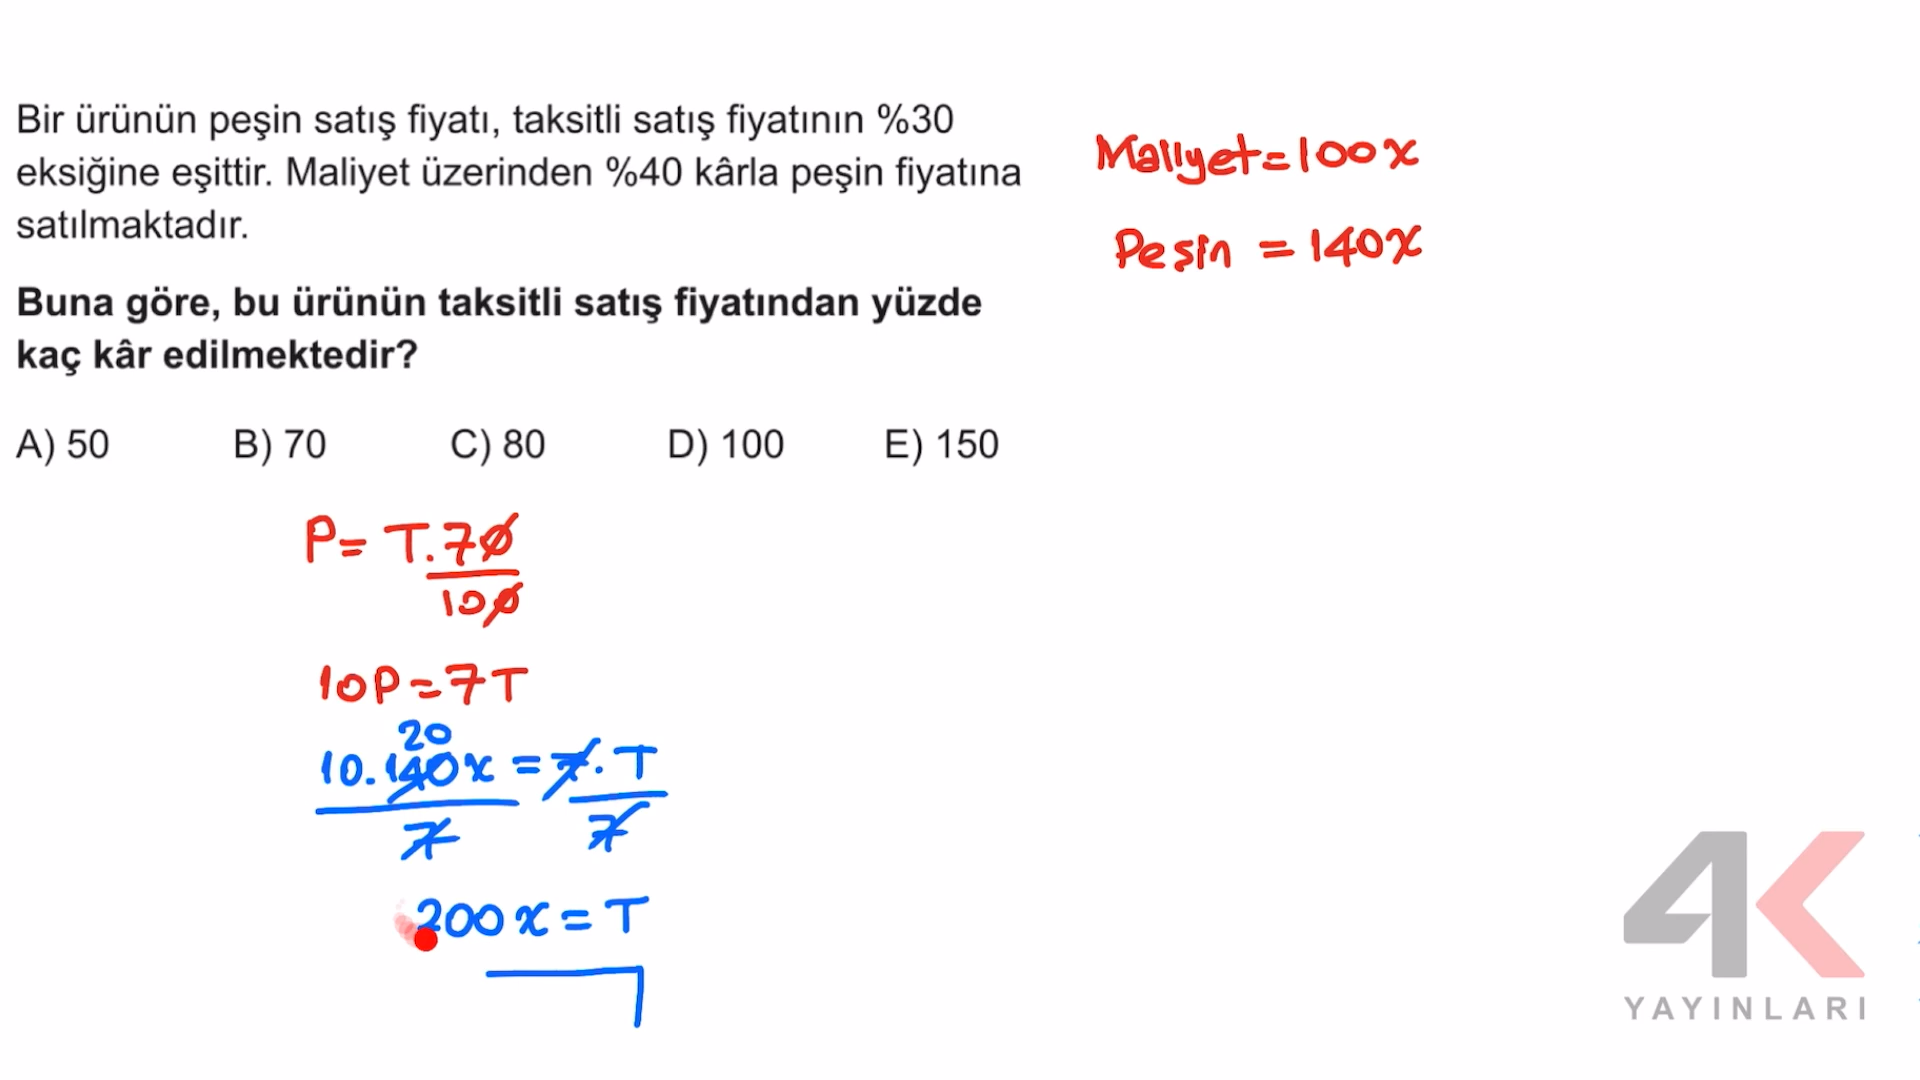 Bir ürünün peşin satış fiyatı, taksitli satış fiyatının %30
eksiğine eşittir. Maliyet üzerinden %40 kârla peşin fiyatına
satılmaktadır.
Buna göre, bu ürünün taksitli satış fiyatından yüzde
kaç kâr edilmektedir?
A) 50 B) 70 C) 80 D) 100 E) 150
Maliyet=100x
Peşin = 140x
P= T.70
100
10P=7T
20
10.140x = 7.T
7 7
200x=T
4K
YAYINLARI